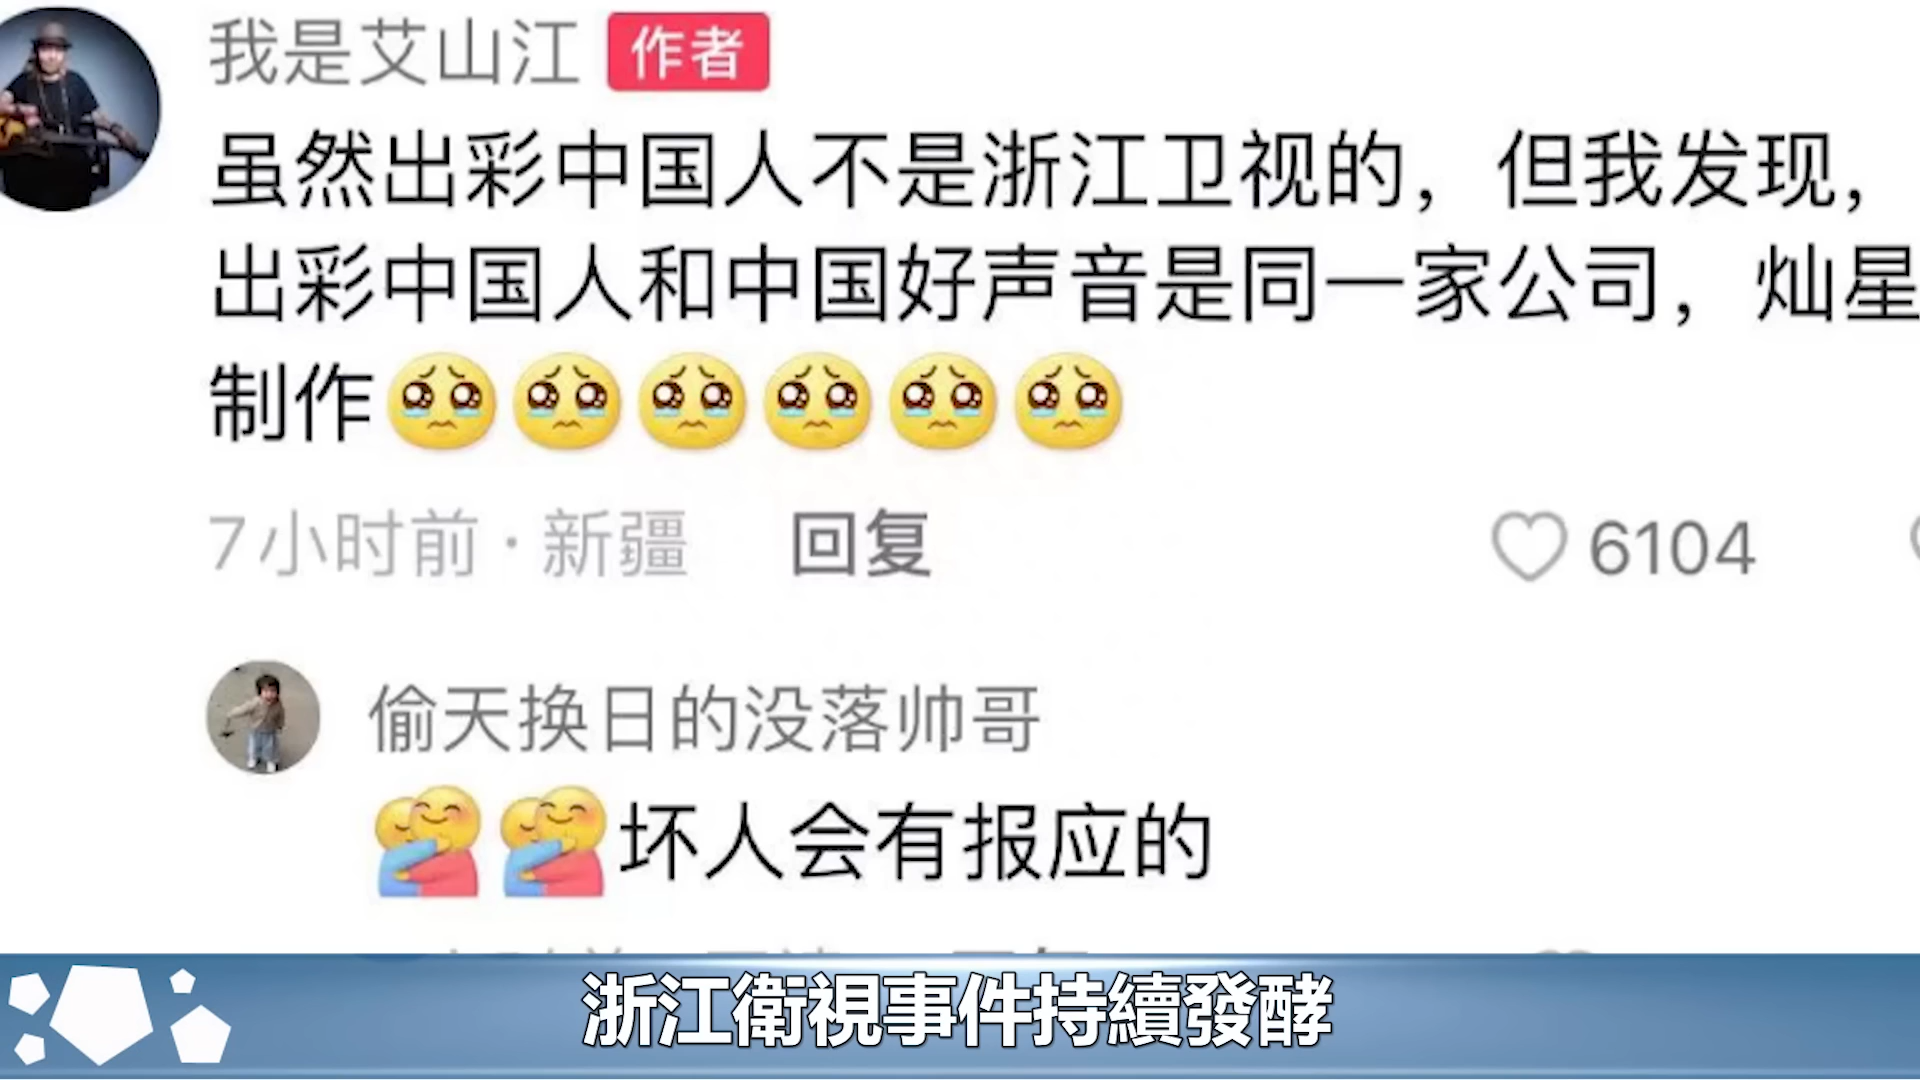 我是艾山江 作者
虽然出彩中国人不是浙江卫视的，但我发现，
出彩中国人和中国好声音是同一家公司，灿星
制作
7小时前·新疆 回复 6104
偷天换日的没落帅哥
坏人会有报应的
浙江衛視事件持續發酵